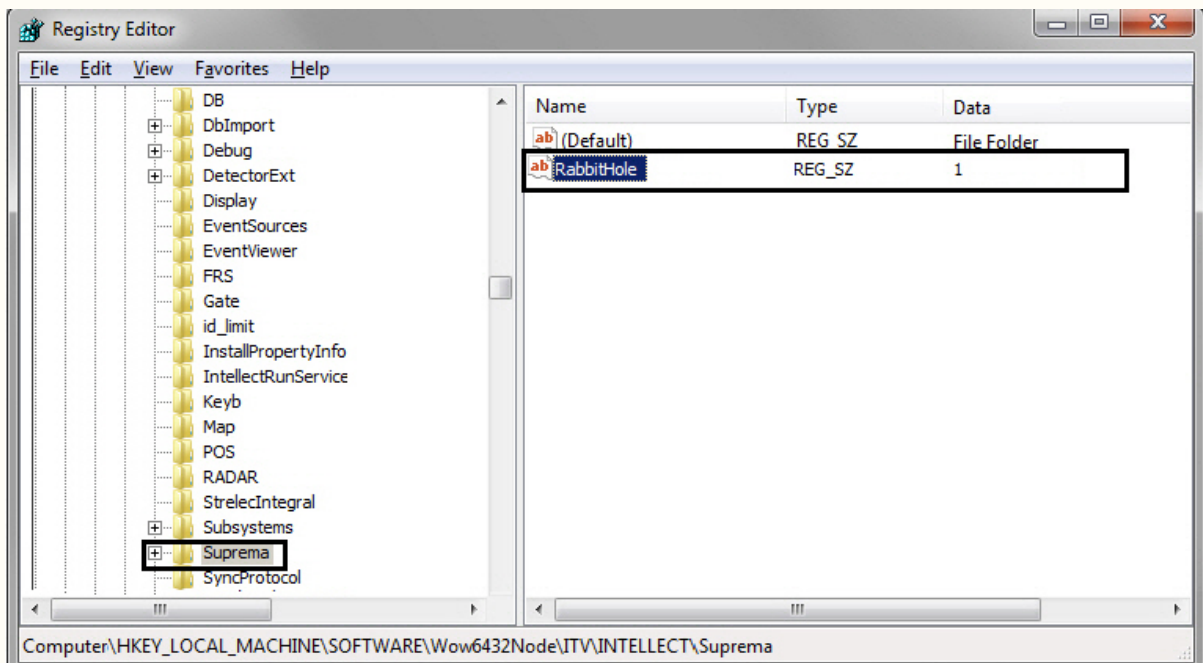 Registry Editor
File Edit View Favorites Help
DB
DbImport
Debug
DetectorExt
Display
EventSources
EventViewer
FRS
Gate
id_limit
InstallPropertyInfo
IntellectRunService
Keyb
Map
POS
RADAR
StrelecIntegral
Subsystems
Suprema
SyncProtocol
Name Type Data
ab (Default) REG_SZ File Folder
ab RabbitHole REG_SZ 1
Computer\HKEY_LOCAL_MACHINE\SOFTWARE\Wow6432Node\ITV\INTELLECT\Suprema